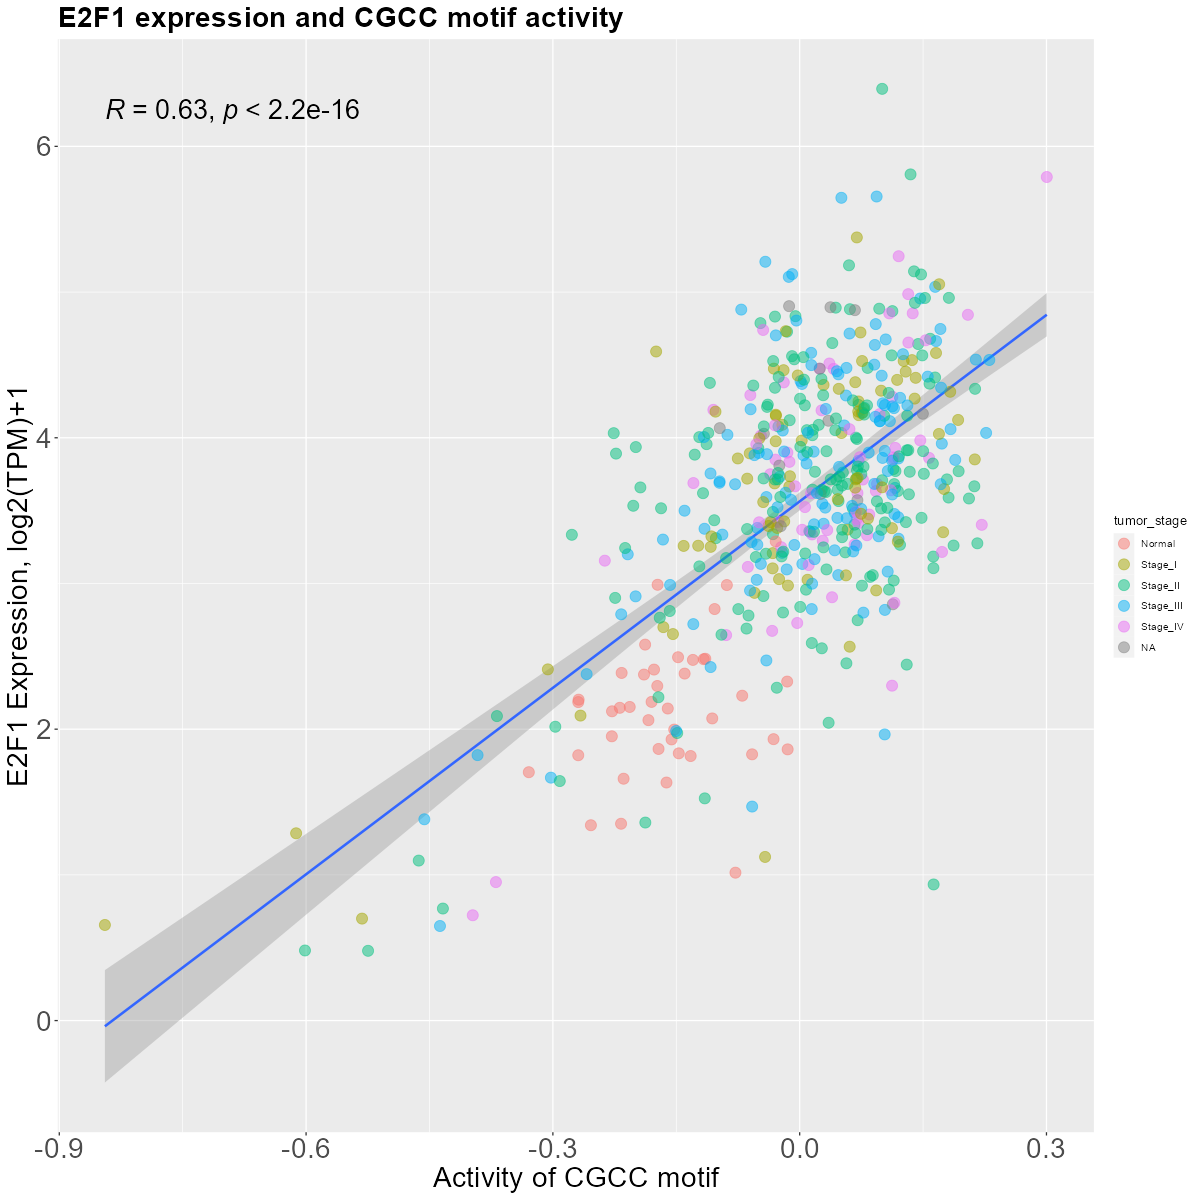 E2F1 expression and CGCC motif activity
R = 0.63, p < 2.2e-16
E2F1 Expression, log2(TPM)+1
6
4
2
0
-0.9 -0.6 -0.3 0.0 0.3
Activity of CGCC motif
tumor_stage
Normal
Stage_I
Stage_II
Stage_III
Stage_IV
NA